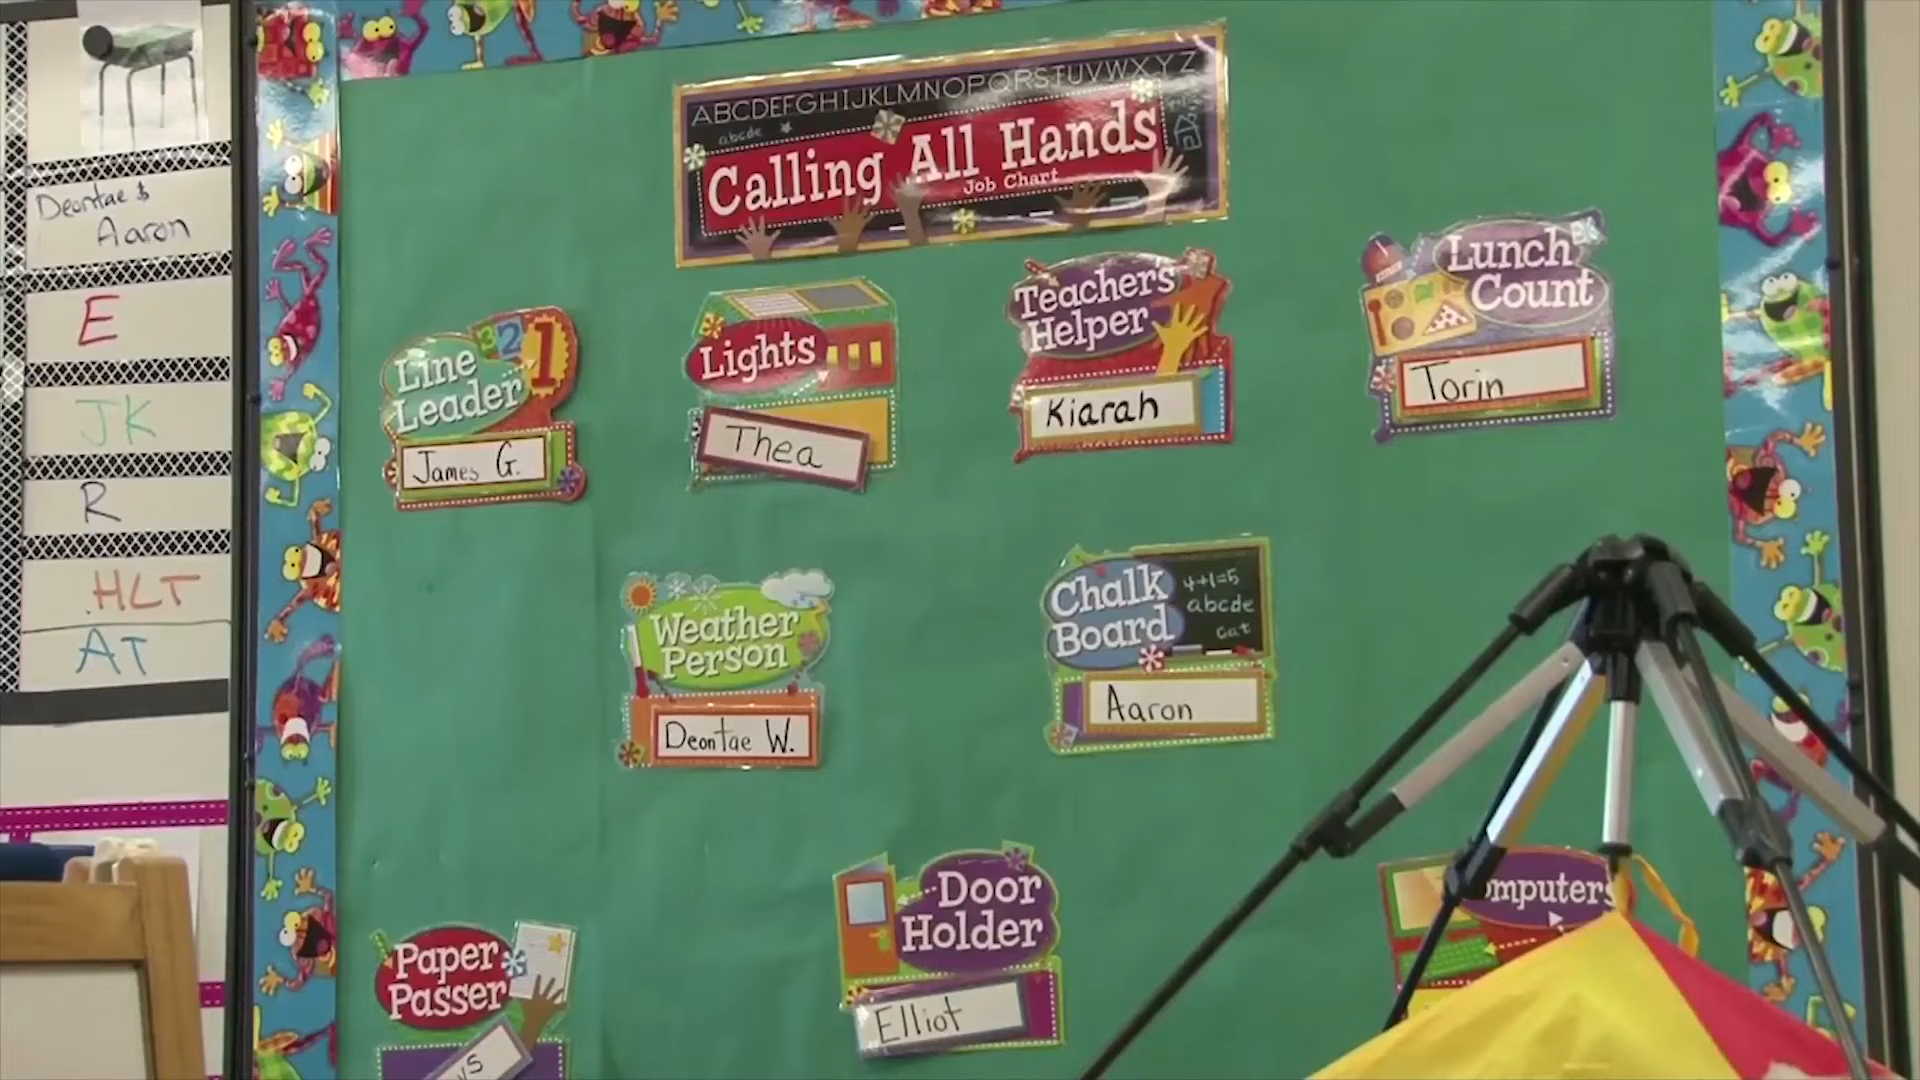 Deontae &
Aaron
E
JK
R
HLT
AT
ABCDEFGHIJKLMNOPQRSTUVWXYZ
abcde
Calling All Hands
Job Chart
321
Line
Leader
James G.
Lights
Thea
Teacher's
Helper
Kiarah
Lunch
Count
Torin
Weather
Person
Deontae W.
Chalk
Board
4+1=5
abcde
cat
Aaron
Paper
Passer
Door
Holder
Elliot